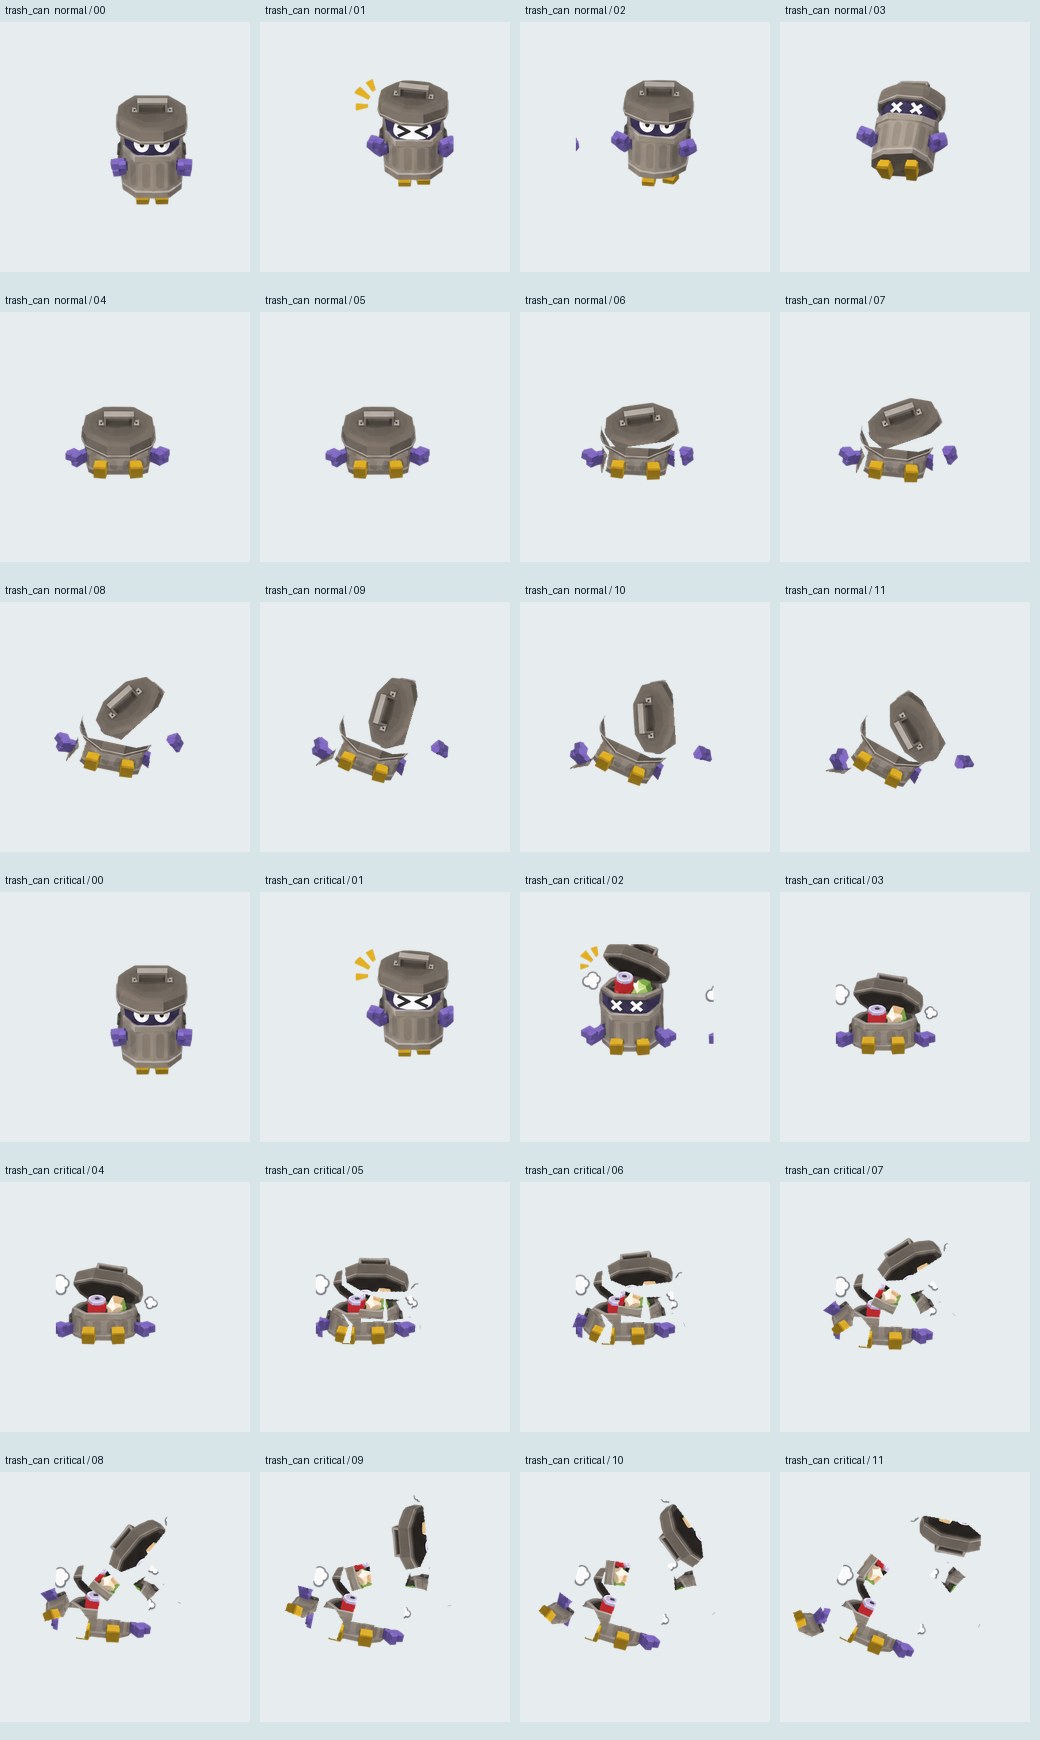 trash_can normal/00
trash_can normal/01
trash_can normal/02
trash_can normal/03
trash_can normal/04
trash_can normal/05
trash_can normal/06
trash_can normal/07
trash_can normal/08
trash_can normal/09
trash_can normal/10
trash_can normal/11
trash_can critical/00
trash_can critical/01
trash_can critical/02
trash_can critical/03
trash_can critical/04
trash_can critical/05
trash_can critical/06
trash_can critical/07
trash_can critical/08
trash_can critical/09
trash_can critical/10
trash_can critical/11